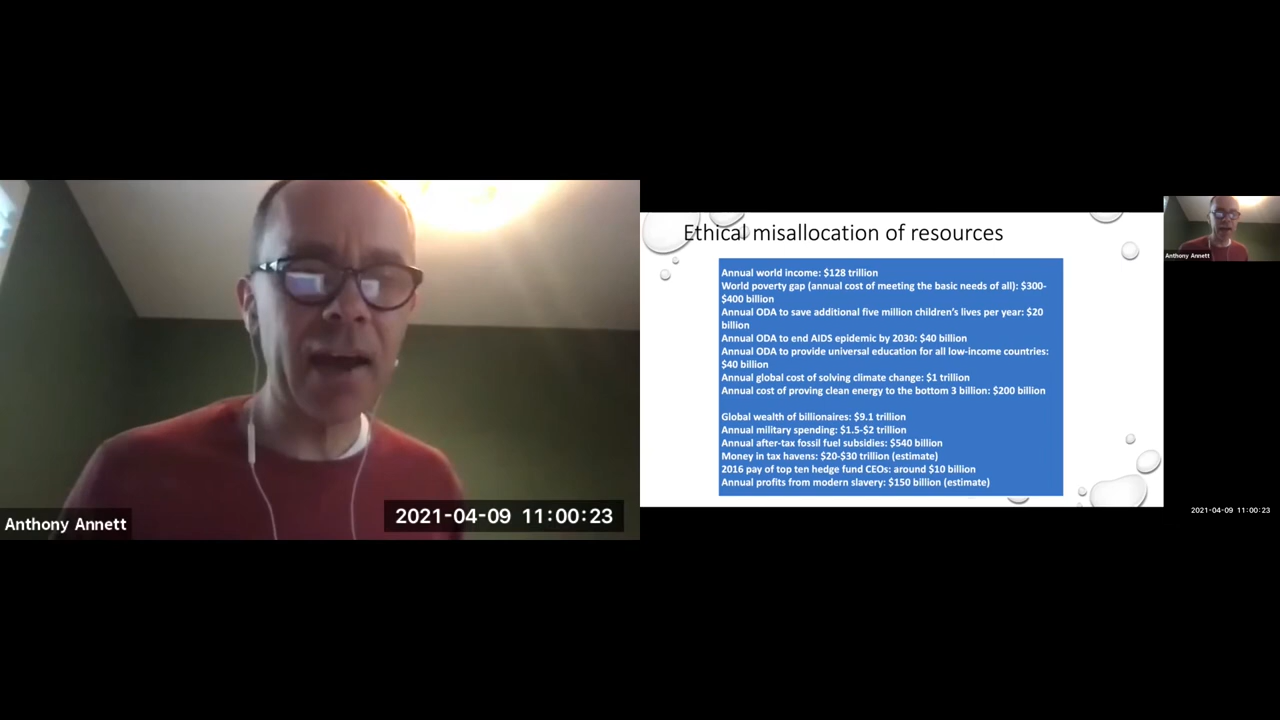 Anthony Annett
2021-04-09 11:00:23
Ethical misallocation of resources
Annual world income: $128 trillion
World poverty gap (annual cost of meeting the basic needs of all): $300-
$400 billion
Annual ODA to save additional five million children's lives per year: $20
billion
Annual ODA to end AIDS epidemic by 2030: $40 billion
Annual ODA to provide universal education for all low-income countries:
$40 billion
Annual global cost of solving climate change: $1 trillion
Annual cost of proving clean energy to the bottom 3 billion: $200 billion
Global wealth of billionaires: $9.1 trillion
Annual military spending: $1.5-$2 trillion
Annual after-tax fossil fuel subsidies: $540 billion
Money in tax havens: $20-$30 trillion (estimate)
2016 pay of top ten hedge fund CEOs: around $10 billion
Annual profits from modern slavery: $150 billion (estimate)
Anthony Annett
2021-04-09 11:00:23